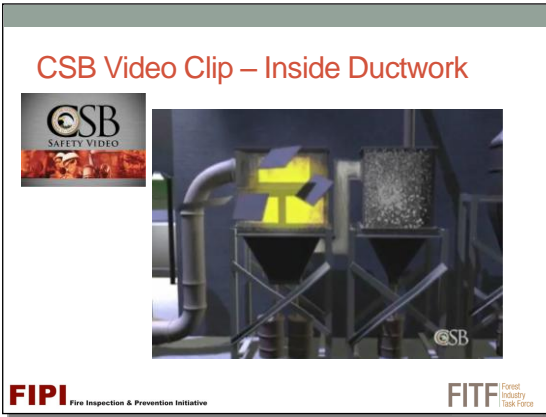 CSB Video Clip – Inside Ductwork
CSB
SAFETY VIDEO
CSB
FIPI Fire Inspection & Prevention Initiative
FITF Forest
Industry
Task Force